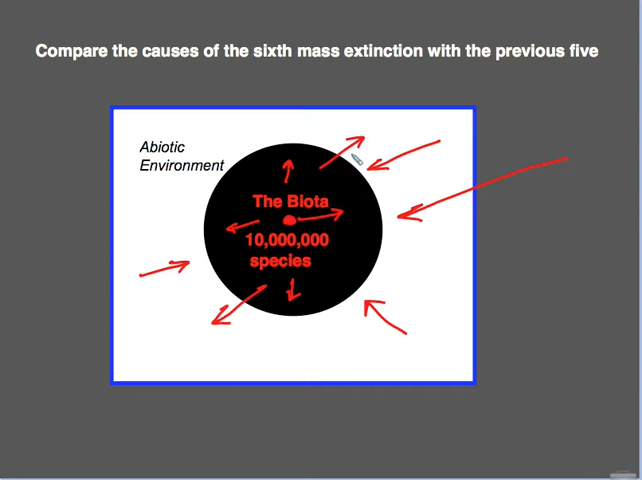 Compare the causes of the sixth mass extinction with the previous five
Abiotic
Environment
The Biota
10,000,000
species